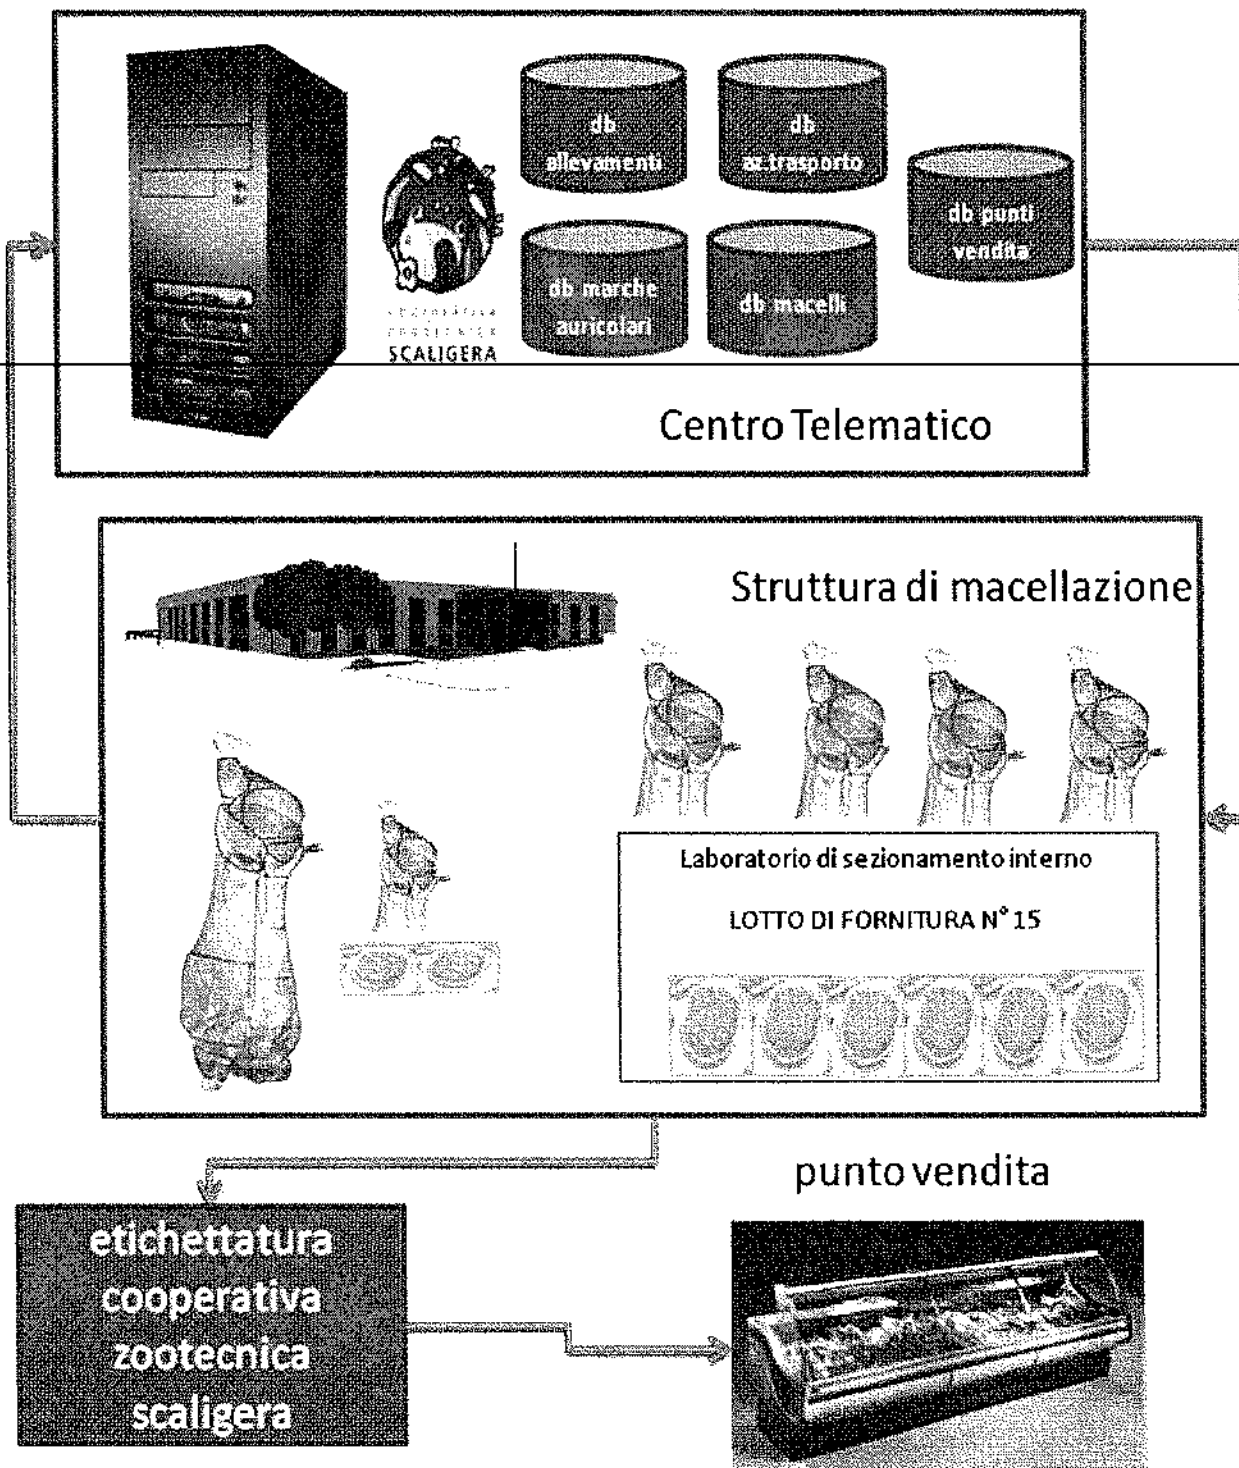 db
allevamenti
db
az trasporto
db punti
vendita
db marche
auricolari
db macelli
SCALIGERA
Centro Telematico
Struttura di macellazione
Laboratorio di sezionamento interno
LOTTO DI FORNITURA N° 15
punto vendita
etichettatura
cooperativa
zootecnica
scaligera